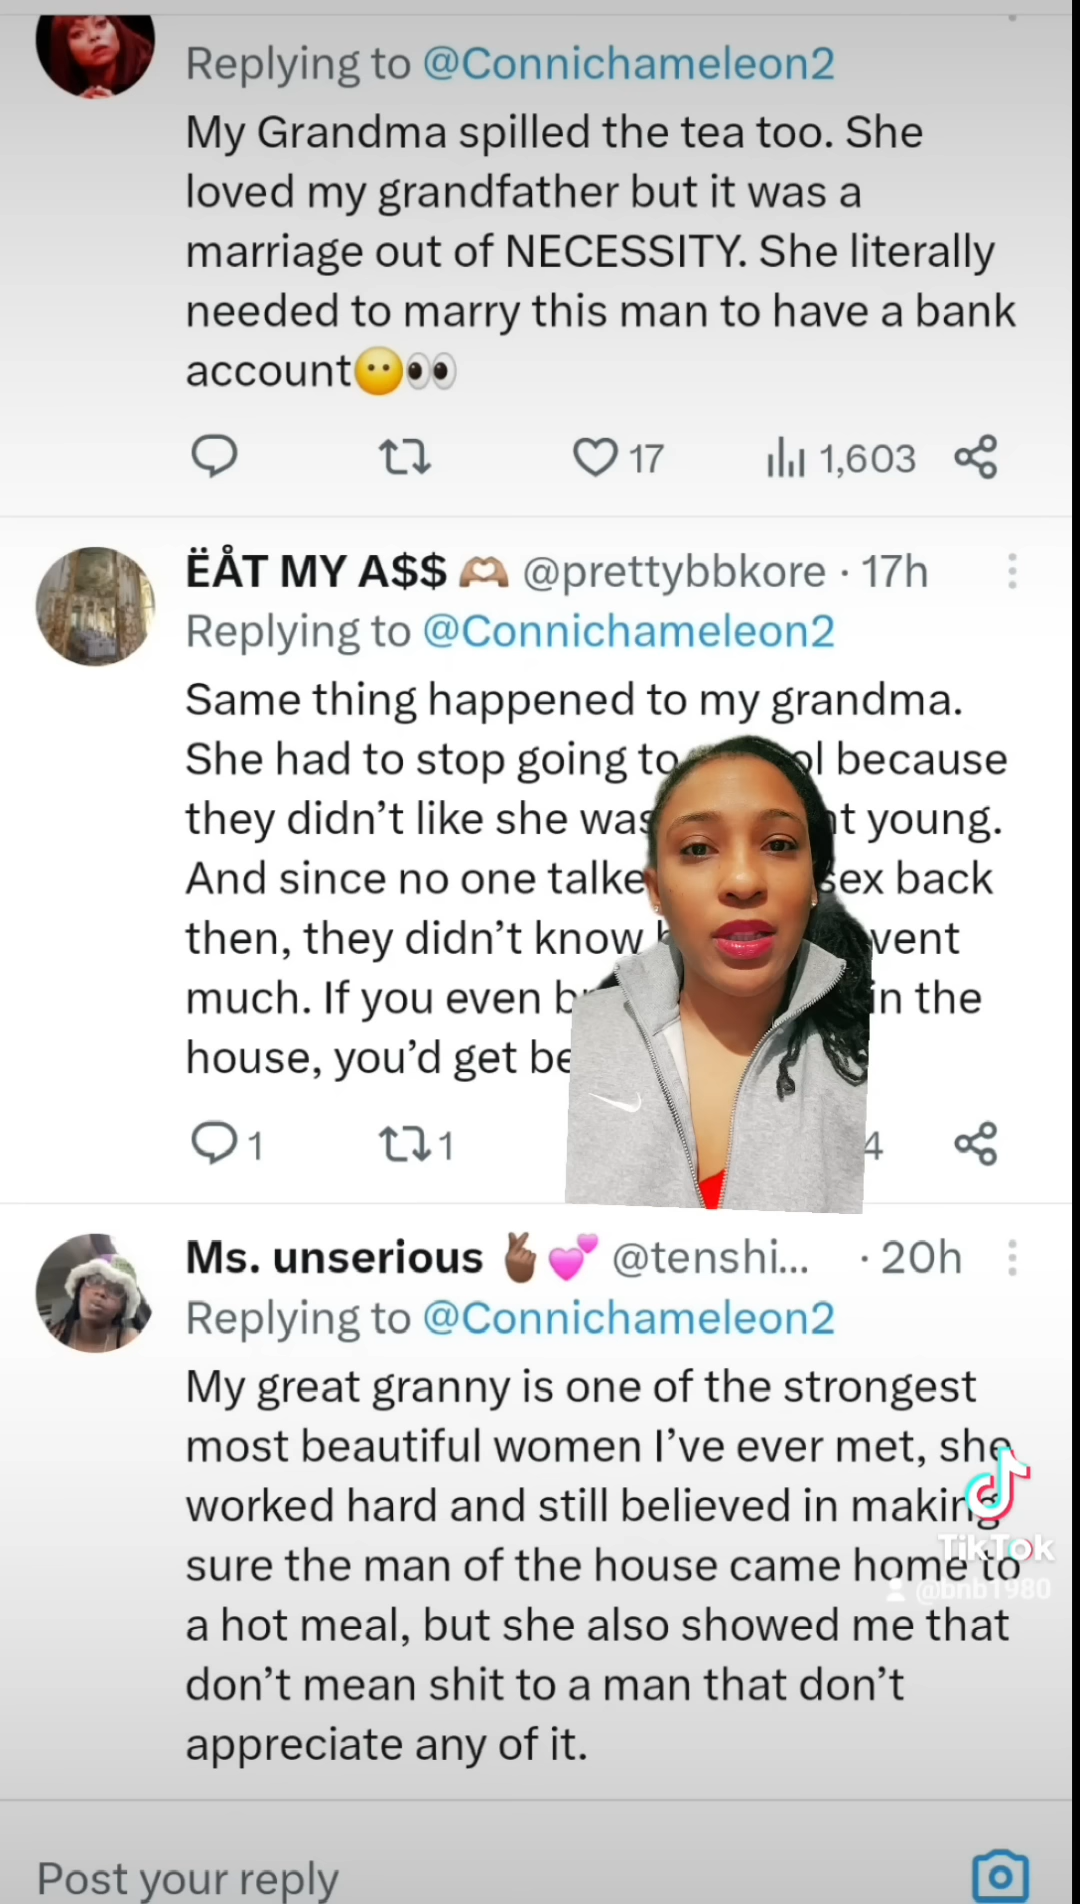 Replying to @Connichameleon2
My Grandma spilled the tea too. She
loved my grandfather but it was a
marriage out of NECESSITY. She literally
needed to marry this man to have a bank
account😶👀
17 1,603
ËÅT MY A$$ 🫶🏽 @prettybbkore · 17h
Replying to @Connichameleon2
Same thing happened to my grandma.
She had to stop going to because
they didn't like she was young.
And since no one sex back
then, they didn't know
much. If you even in the
house, you'd get
1 1 4
Ms. unserious 🤞🏿💕 @tenshi... · 20h
Replying to @Connichameleon2
My great granny is one of the strongest
most beautiful women I've ever met, she
worked hard and still believed in making
sure the man of the house came home to
a hot meal, but she also showed me that
don't mean shit to a man that don't
appreciate any of it.
TikTok
@bnb1980
Post your reply